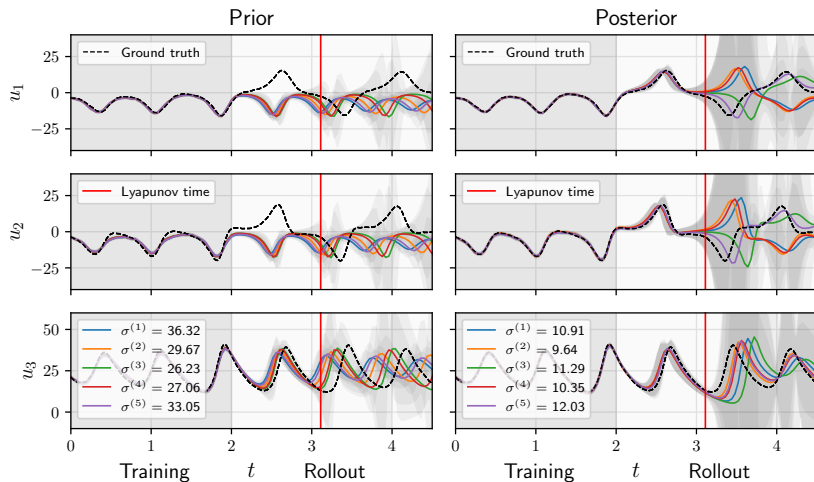 Prior Posterior
25
0
−25
u₁
Ground truth
Ground truth
25
0
−25
u₂
Lyapunov time
Lyapunov time
50
25
0
u₃
σ⁽¹⁾ = 36.32
σ⁽²⁾ = 29.67
σ⁽³⁾ = 26.23
σ⁽⁴⁾ = 27.06
σ⁽⁵⁾ = 33.05
σ⁽¹⁾ = 10.91
σ⁽²⁾ = 9.64
σ⁽³⁾ = 11.29
σ⁽⁴⁾ = 10.35
σ⁽⁵⁾ = 12.03
0 1 2 3 4 0 1 2 3 4
Training t Rollout Training t Rollout